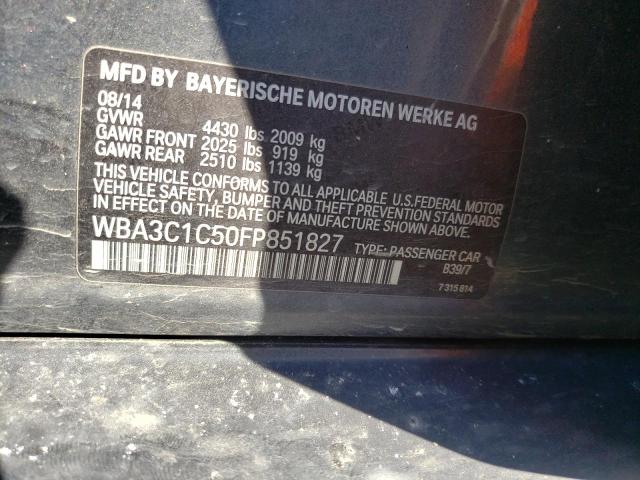 MFD BY BAYERISCHE MOTOREN WERKE AG
08/14
GVWR 4430 lbs 2009 kg
GAWR FRONT 2025 lbs 919 kg
GAWR REAR 2510 lbs 1139 kg
THIS VEHICLE CONFORMS TO ALL APPLICABLE U.S.FEDERAL MOTOR
VEHICLE SAFETY, BUMPER AND THEFT PREVENTION STANDARDS
IN EFFECT ON THE DATE OF MANUFACTURE SHOWN ABOVE.
WBA3C1C50FP851827 TYPE: PASSENGER CAR
B39/7
7 315 814